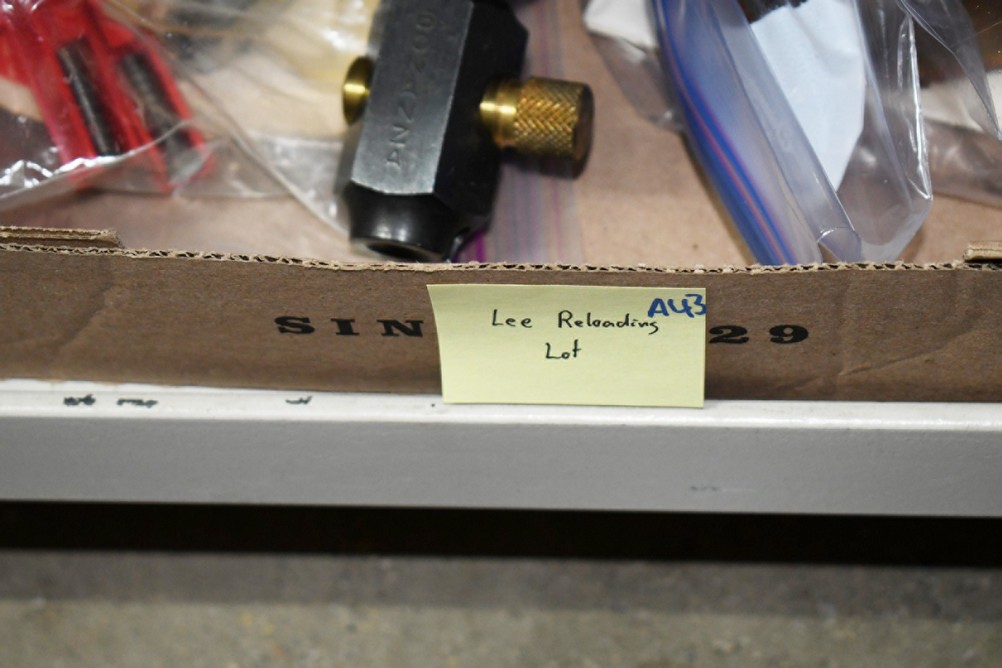 SIN
29
A43
Lee Reloading
Lot